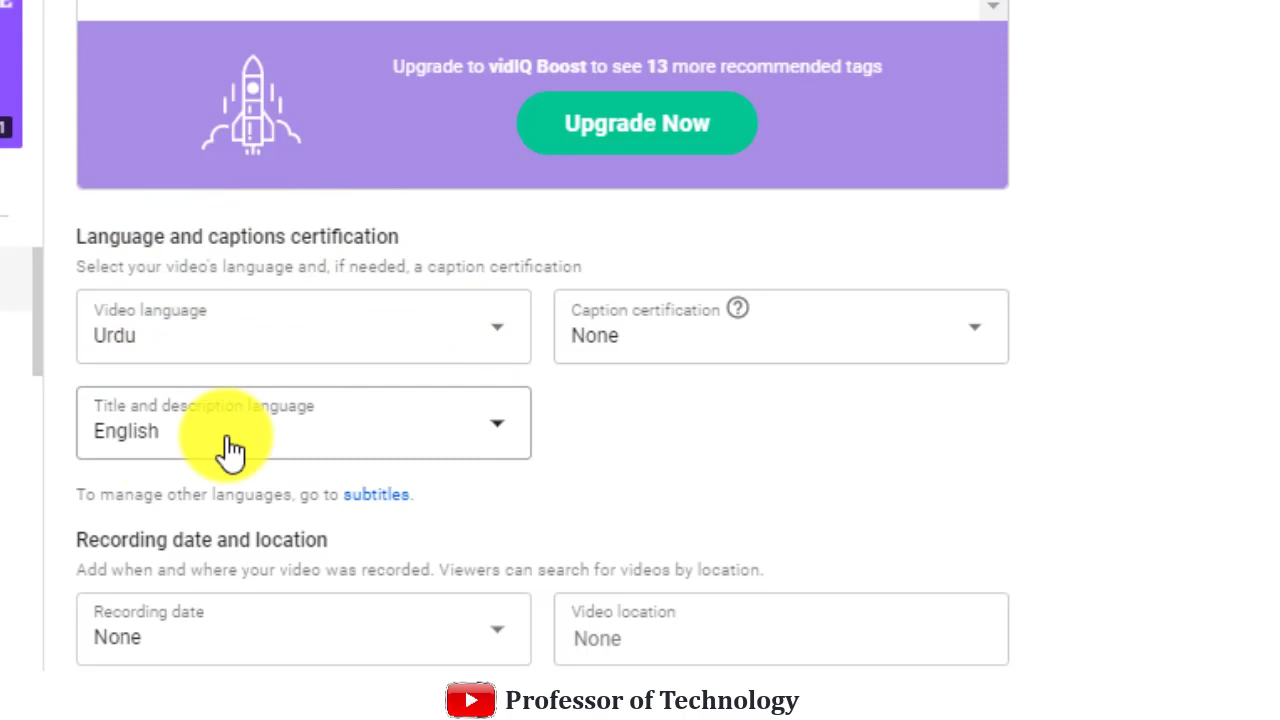 Upgrade to vidIQ Boost to see 13 more recommended tags
Upgrade Now
Language and captions certification
Select your video's language and, if needed, a caption certification
Video language
Urdu
Caption certification ?
None
Title and description language
English
To manage other languages, go to subtitles.
Recording date and location
Add when and where your video was recorded. Viewers can search for videos by location.
Recording date
None
Video location
None
Professor of Technology